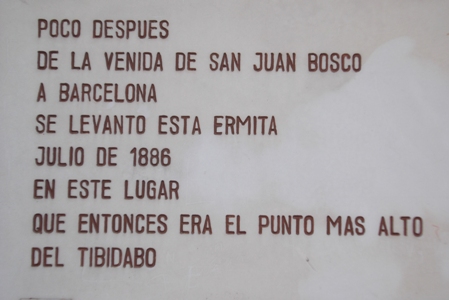 POCO DESPUES
DE LA VENIDA DE SAN JUAN BOSCO
A BARCELONA
SE LEVANTO ESTA ERMITA
JULIO DE 1886
EN ESTE LUGAR
QUE ENTONCES ERA EL PUNTO MAS ALTO
DEL TIBIDABO